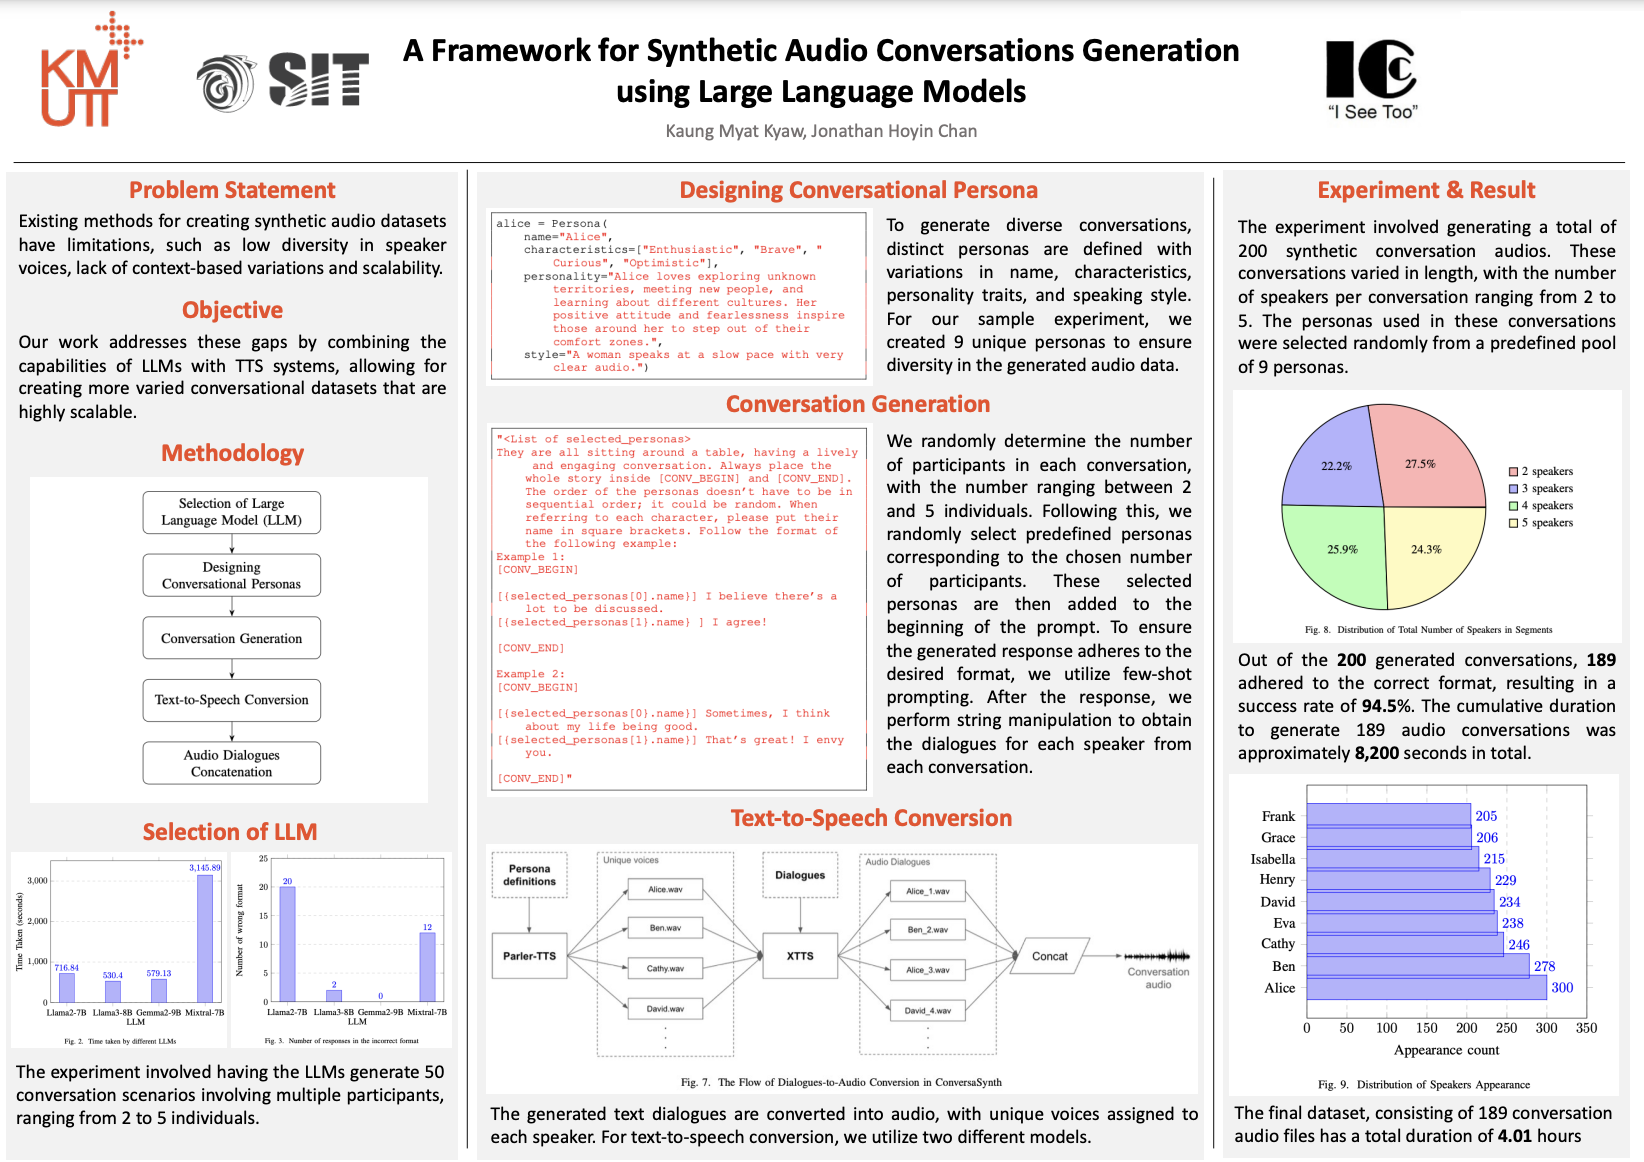 KM
UTT
SIT
A Framework for Synthetic Audio Conversations Generation
using Large Language Models
Kaung Myat Kyaw, Jonathan Hoyin Chan
IC
"I See Too"
Problem Statement
Existing methods for creating synthetic audio datasets
have limitations, such as low diversity in speaker
voices, lack of context-based variations and scalability.
Objective
Our work addresses these gaps by combining the
capabilities of LLMs with TTS systems, allowing for
creating more varied conversational datasets that are
highly scalable.
Methodology
Selection of Large
Language Model (LLM)
Designing
Conversational Personas
Conversation Generation
Text-to-Speech Conversion
Audio Dialogues
Concatenation
Selection of LLM
Time Taken (seconds)
3,000
2,000
1,000
0
716.84
530.4
579.13
3,145.89
Llama2-7B Llama3-8B Gemma2-9B Mixtral-7B
LLM
Fig. 2. Time taken by different LLMs
Number of wrong format
25
20
15
10
5
0
20
2
0
12
Llama2-7B Llama3-8B Gemma2-9B Mixtral-7B
LLM
Fig. 3. Number of responses in the incorrect format
The experiment involved having the LLMs generate 50
conversation scenarios involving multiple participants,
ranging from 2 to 5 individuals.
Designing Conversational Persona
alice = Persona(
name="Alice",
characteristics=["Enthusiastic", "Brave", "
Curious", "Optimistic"],
personality="Alice loves exploring unknown
territories, meeting new people, and
learning about different cultures. Her
positive attitude and fearlessness inspire
those around her to step out of their
comfort zones.",
style="A woman speaks at a slow pace with very
clear audio.")
To generate diverse conversations,
distinct personas are defined with
variations in name, characteristics,
personality traits, and speaking style.
For our sample experiment, we
created 9 unique personas to ensure
diversity in the generated audio data.
Conversation Generation
"<List of selected_personas>
They are all sitting around a table, having a lively
and engaging conversation. Always place the
whole story inside [CONV_BEGIN] and [CONV_END].
The order of the personas doesn't have to be in
sequential order; it could be random. When
referring to each character, please put their
name in square brackets. Follow the format of
the following example:
Example 1:
[CONV_BEGIN]
[{selected_personas[0].name}] I believe there's a
lot to be discussed.
[{selected_personas[1}.name} ] I agree!
[CONV_END]
Example 2:
[CONV_BEGIN]
[{selected_personas[0}.name}] Sometimes, I think
about my life being good.
[{selected_personas[1}.name}] That's great! I envy
you.
[CONV_END]"
We randomly determine the number
of participants in each conversation,
with the number ranging between 2
and 5 individuals. Following this, we
randomly select predefined personas
corresponding to the chosen number
of participants. These selected
personas are then added to the
beginning of the prompt. To ensure
the generated response adheres to the
desired format, we utilize few-shot
prompting. After the response, we
perform string manipulation to obtain
the dialogues for each speaker from
each conversation.
Text-to-Speech Conversion
Persona
definitions
Parler-TTS
Unique voices
Alice.wav
Ben.wav
Cathy.wav
David.wav
Dialogues
XTTS
Audio Dialogues
Alice_1.wav
Ben_2.wav
Alice_3.wav
David_4.wav
Concat
Conversation
audio
Fig. 7. The Flow of Dialogues-to-Audio Conversion in ConversaSynth
The generated text dialogues are converted into audio, with unique voices assigned to
each speaker. For text-to-speech conversion, we utilize two different models.
Experiment & Result
The experiment involved generating a total of
200 synthetic conversation audios. These
conversations varied in length, with the number
of speakers per conversation ranging from 2 to
5. The personas used in these conversations
were selected randomly from a predefined pool
of 9 personas.
22.2%
27.5%
25.9%
24.3%
2 speakers
3 speakers
4 speakers
5 speakers
Fig. 8. Distribution of Total Number of Speakers in Segments
Out of the 200 generated conversations, 189
adhered to the correct format, resulting in a
success rate of 94.5%. The cumulative duration
to generate 189 audio conversations was
approximately 8,200 seconds in total.
Frank 205
Grace 206
Isabella 215
Henry 229
David 234
Eva 238
Cathy 246
Ben 278
Alice 300
0 50 100 150 200 250 300 350
Appearance count
Fig. 9. Distribution of Speakers Appearance
The final dataset, consisting of 189 conversation
audio files has a total duration of 4.01 hours